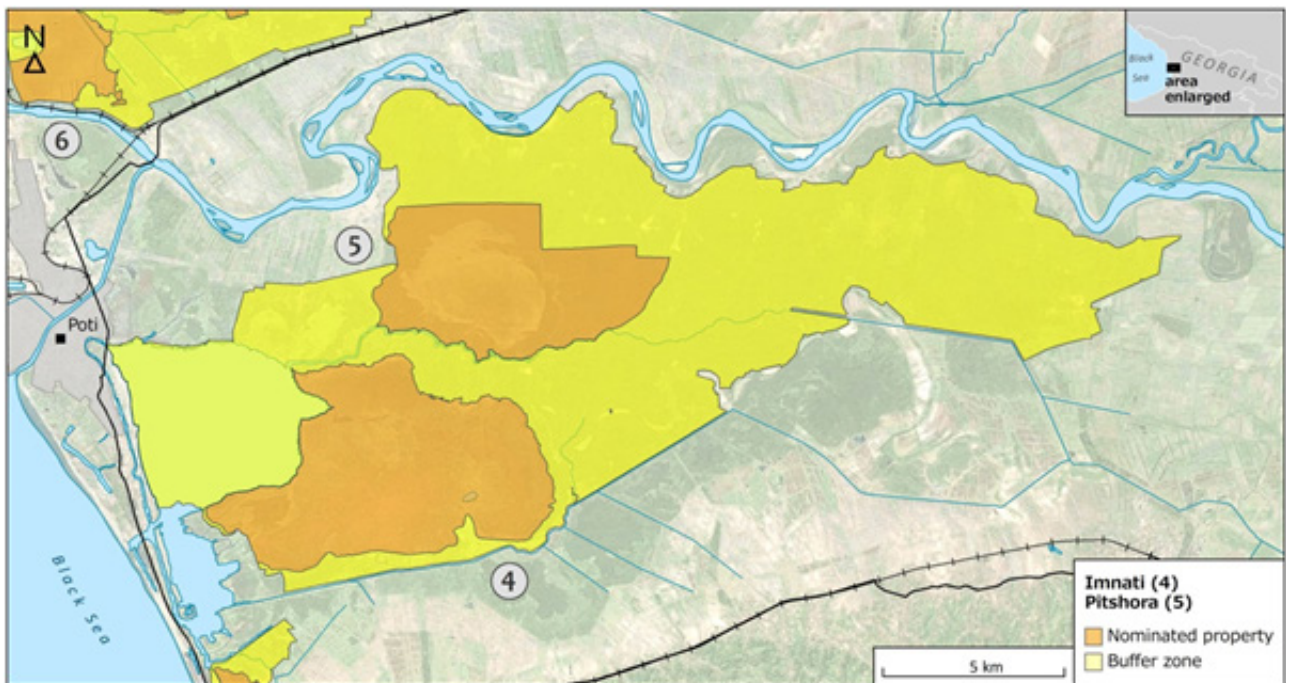 N
6
Black
Sea
GEORGIA
area
enlarged
5
Poti
4
Black Sea
Imnati (4)
Pitshora (5)
Nominated property
Buffer zone
5 km